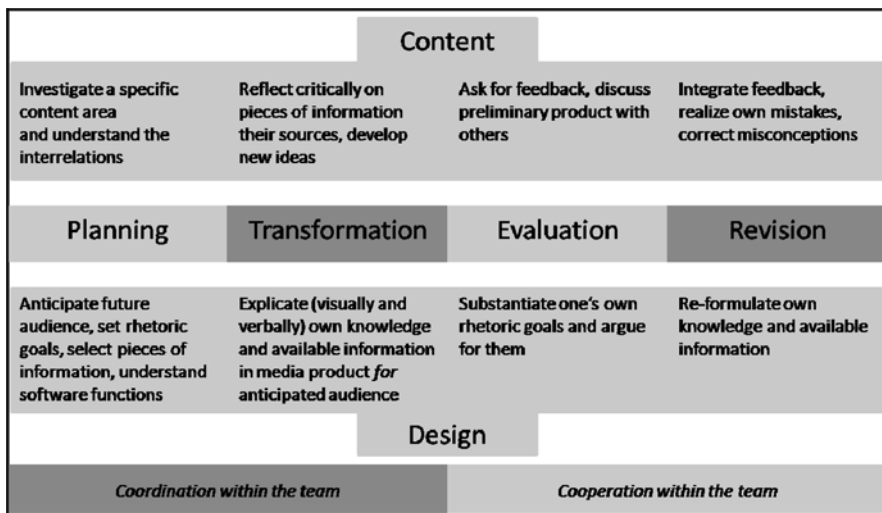 Content
Investigate a specific
content area
and understand the
interrelations
Reflect critically on
pieces of information
their sources, develop
new ideas
Ask for feedback, discuss
preliminary product with
others
Integrate feedback,
realize own mistakes,
correct misconceptions
Planning
Transformation
Evaluation
Revision
Anticipate future
audience, set rhetoric
goals, select pieces of
information, understand
software functions
Explicate (visually and
verbally) own knowledge
and available information
in media product for
anticipated audience
Substantiate one's own
rhetoric goals and argue
for them
Re-formulate own
knowledge and available
information
Design
Coordination within the team
Cooperation within the team